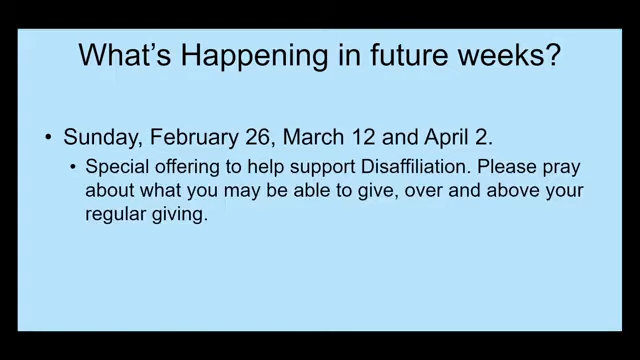 What's Happening in future weeks?
• Sunday, February 26, March 12 and April 2.
• Special offering to help support Disaffiliation. Please pray
about what you may be able to give, over and above your
regular giving.